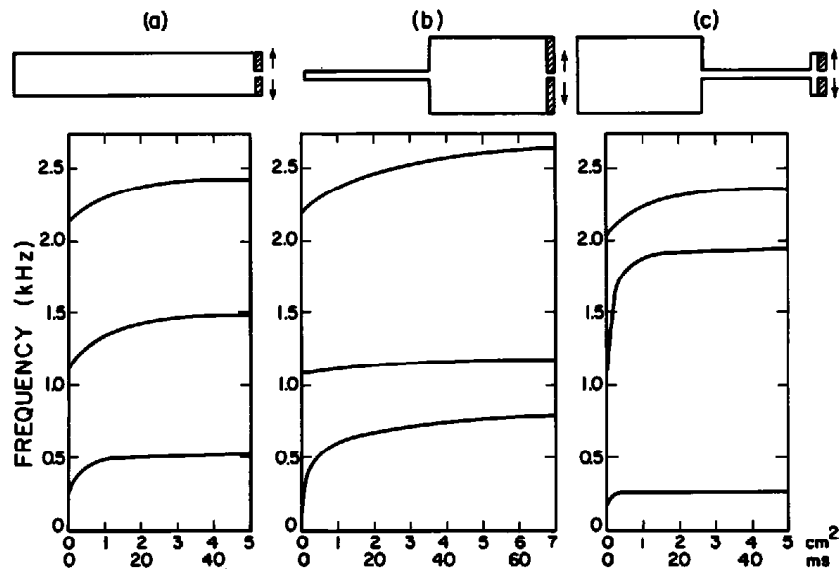 (a) (b) (c)
FREQUENCY (kHz)
2.5 2.5 2.5
2.0 2.0 2.0
1.5 1.5 1.5
1.0 1.0 1.0
0.5 0.5 0.5
0 0 0
0 1 2 3 4 5 0 1 2 3 4 5 6 7 0 1 2 3 4 5 cm2
0 20 40 0 20 40 60 0 20 40 ms